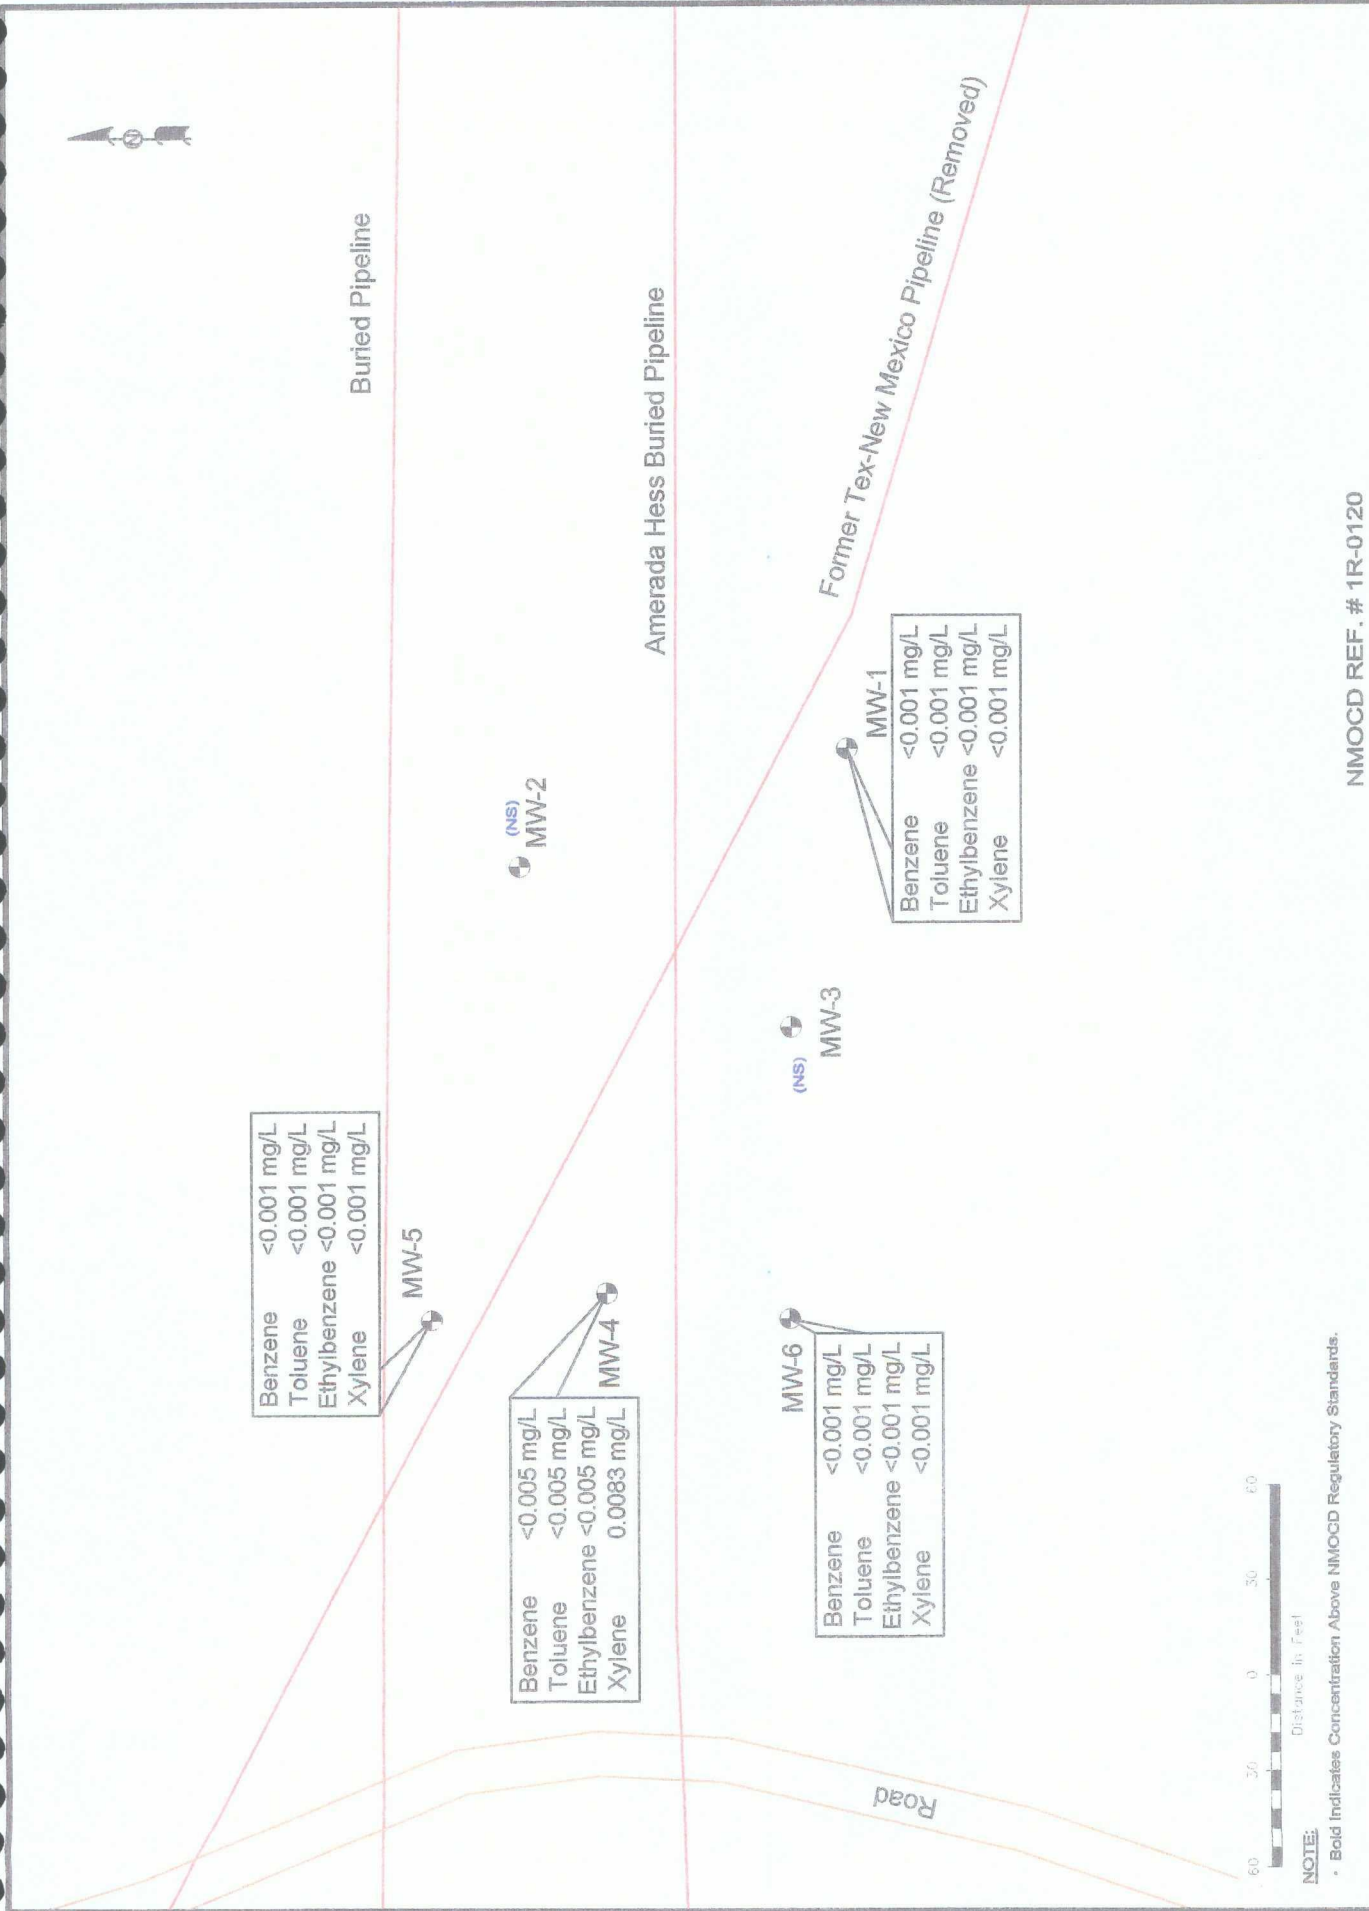 N
Buried Pipeline
Benzene <0.001 mg/L
Toluene <0.001 mg/L
Ethylbenzene <0.001 mg/L
Xylene <0.001 mg/L
MW-5
(NS)
MW-2
Benzene <0.005 mg/L
Toluene <0.005 mg/L
Ethylbenzene <0.005 mg/L
Xylene 0.0083 mg/L
MW-4
Amerada Hess Buried Pipeline
MW-6
Benzene <0.001 mg/L
Toluene <0.001 mg/L
Ethylbenzene <0.001 mg/L
Xylene <0.001 mg/L
(NS)
MW-3
Former Tex-New Mexico Pipeline (Removed)
MW-1
Benzene <0.001 mg/L
Toluene <0.001 mg/L
Ethylbenzene <0.001 mg/L
Xylene <0.001 mg/L
Road
60 30 0 30 60
Distance in Feet
NOTE:
• Bold Indicates Concentration Above NMOCD Regulatory Standards.
NMOCD REF. # 1R-0120